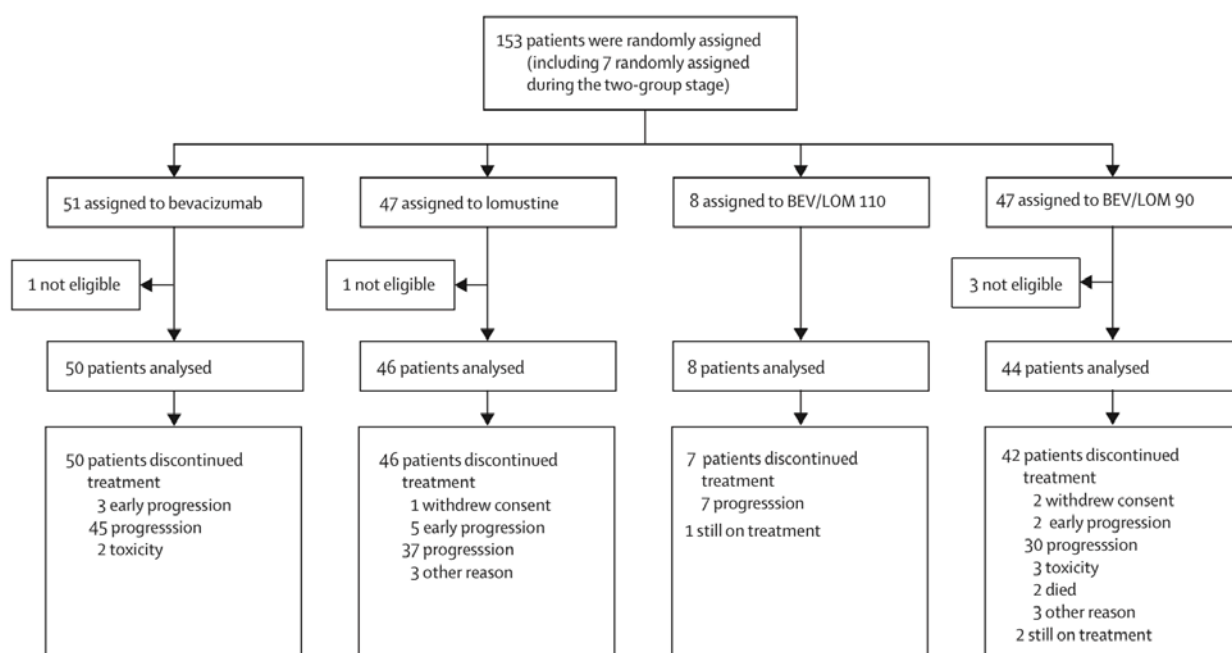 153 patients were randomly assigned
(including 7 randomly assigned
during the two-group stage)
51 assigned to bevacizumab
47 assigned to lomustine
8 assigned to BEV/LOM 110
47 assigned to BEV/LOM 90
1 not eligible
1 not eligible
3 not eligible
50 patients analysed
46 patients analysed
8 patients analysed
44 patients analysed
50 patients discontinued
treatment
3 early progression
45 progresssion
2 toxicity
46 patients discontinued
treatment
1 withdrew consent
5 early progression
37 progresssion
3 other reason
7 patients discontinued
treatment
7 progresssion
1 still on treatment
42 patients discontinued
treatment
2 withdrew consent
2 early progression
30 progresssion
3 toxicity
2 died
3 other reason
2 still on treatment